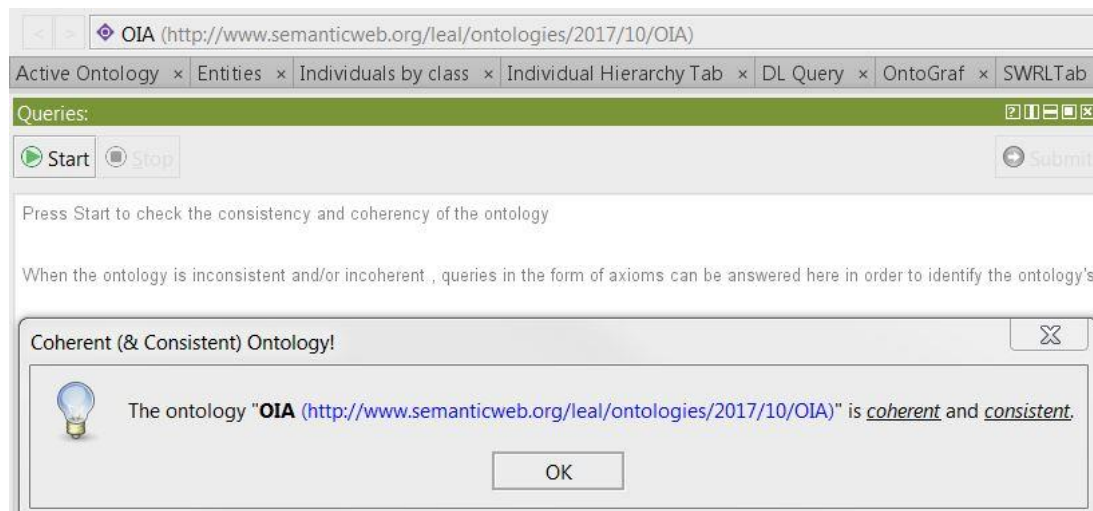 < > OIA (http://www.semanticweb.org/leal/ontologies/2017/10/OIA)
Active Ontology × Entities × Individuals by class × Individual Hierarchy Tab × DL Query × OntoGraf × SWRLTab
Queries:
Start Stop Submit
Press Start to check the consistency and coherency of the ontology
When the ontology is inconsistent and/or incoherent , queries in the form of axioms can be answered here in order to identify the ontology's
Coherent (& Consistent) Ontology!
The ontology "OIA (http://www.semanticweb.org/leal/ontologies/2017/10/OIA)" is coherent and consistent.
OK